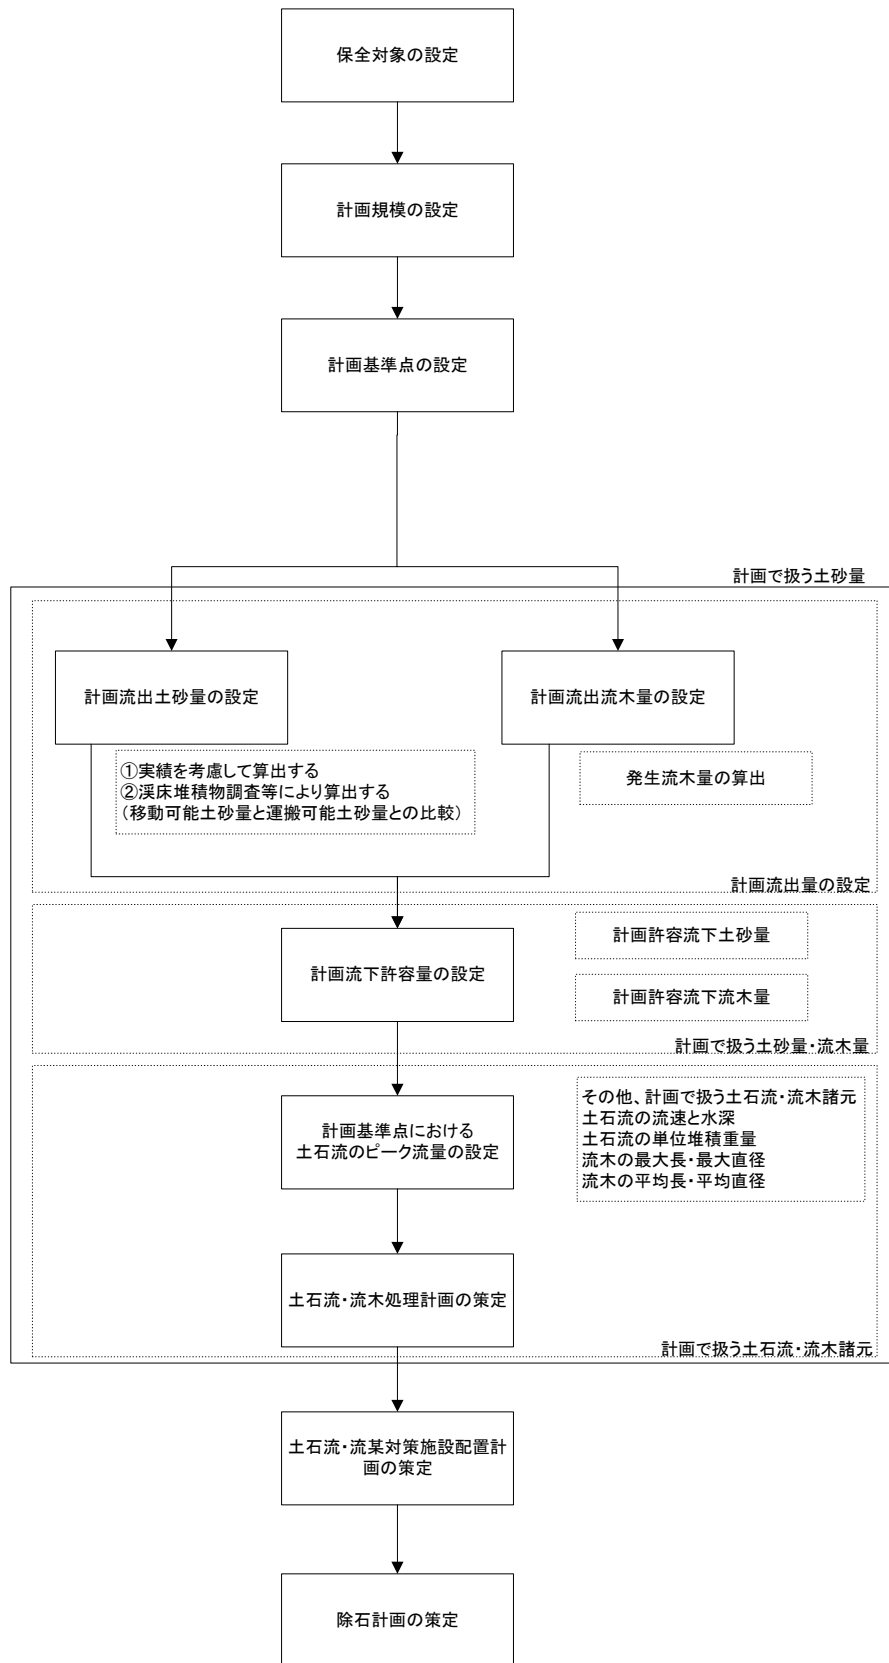 保全対象の設定
計画規模の設定
計画基準点の設定
計画で扱う土砂量
計画流出土砂量の設定
計画流出流木量の設定
①実績を考慮して算出する
②渓床堆積物調査等により算出する
（移動可能土砂量と運搬可能土砂量との比較）
発生流木量の算出
計画流出量の設定
計画流下許容量の設定
計画許容流下土砂量
計画許容流下流木量
計画で扱う土砂量・流木量
計画基準点における
土石流のピーク流量の設定
その他、計画で扱う土石流・流木諸元
土石流の流速と水深
土石流の単位堆積重量
流木の最大長・最大直径
流木の平均長・平均直径
土石流・流木処理計画の策定
計画で扱う土石流・流木諸元
土石流・流某対策施設配置計
画の策定
除石計画の策定